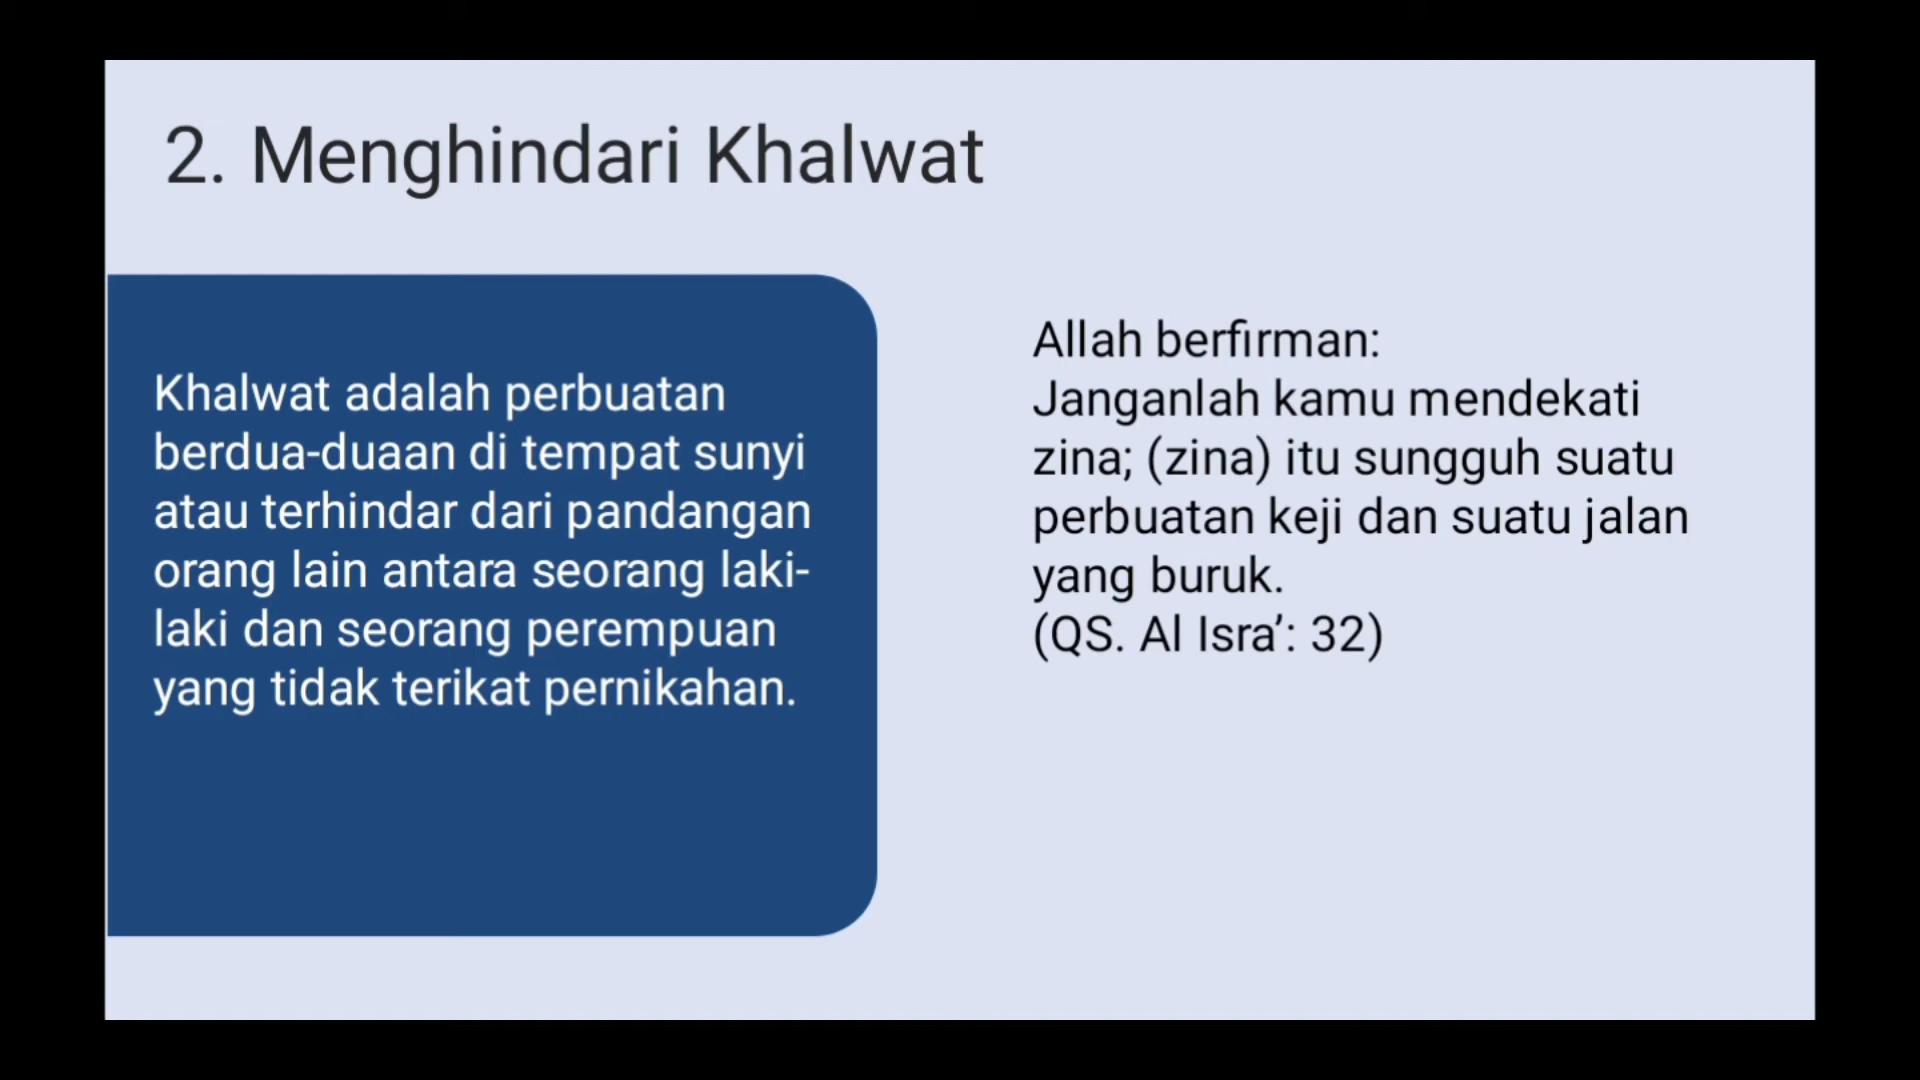 2. Menghindari Khalwat
Khalwat adalah perbuatan
berdua-duaan di tempat sunyi
atau terhindar dari pandangan
orang lain antara seorang laki-
laki dan seorang perempuan
yang tidak terikat pernikahan.
Allah berfirman:
Janganlah kamu mendekati
zina; (zina) itu sungguh suatu
perbuatan keji dan suatu jalan
yang buruk.
(QS. Al Isra’: 32)